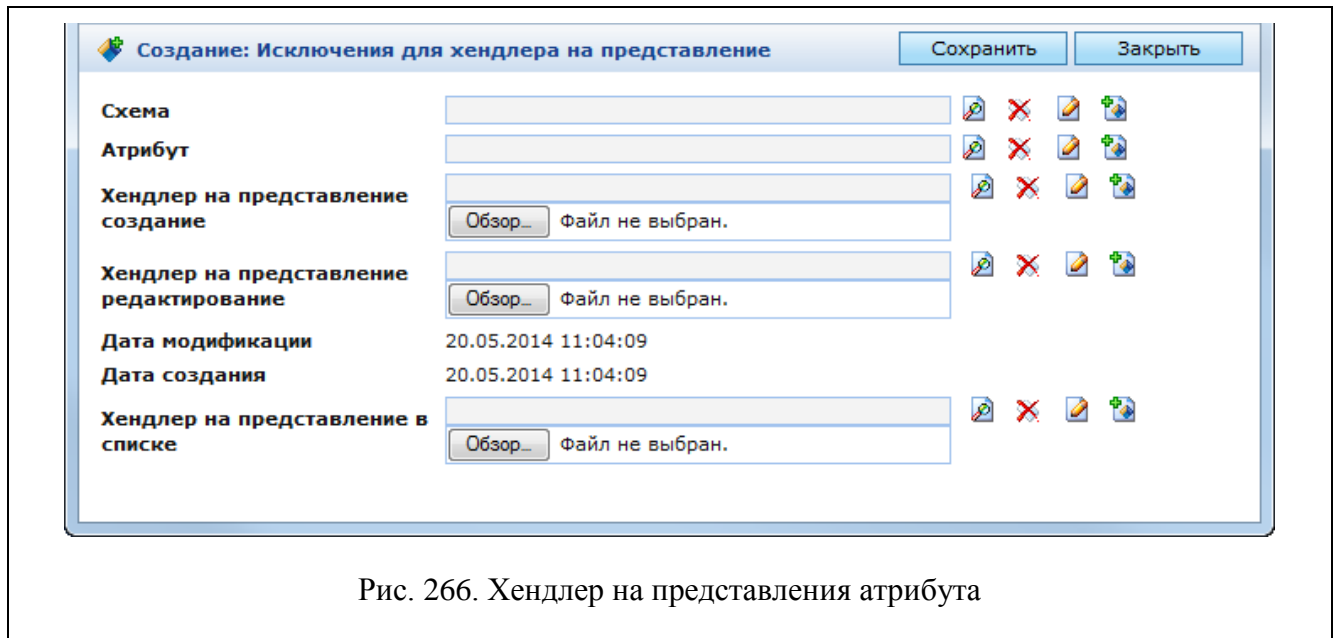 Создание: Исключения для хендлера на представление Сохранить Закрыть
Схема
Атрибут
Хендлер на представление
создание
Обзор… Файл не выбран.
Хендлер на представление
редактирование
Обзор… Файл не выбран.
Дата модификации 20.05.2014 11:04:09
Дата создания 20.05.2014 11:04:09
Хендлер на представление в
списке
Обзор… Файл не выбран.
Рис. 266. Хендлер на представления атрибута